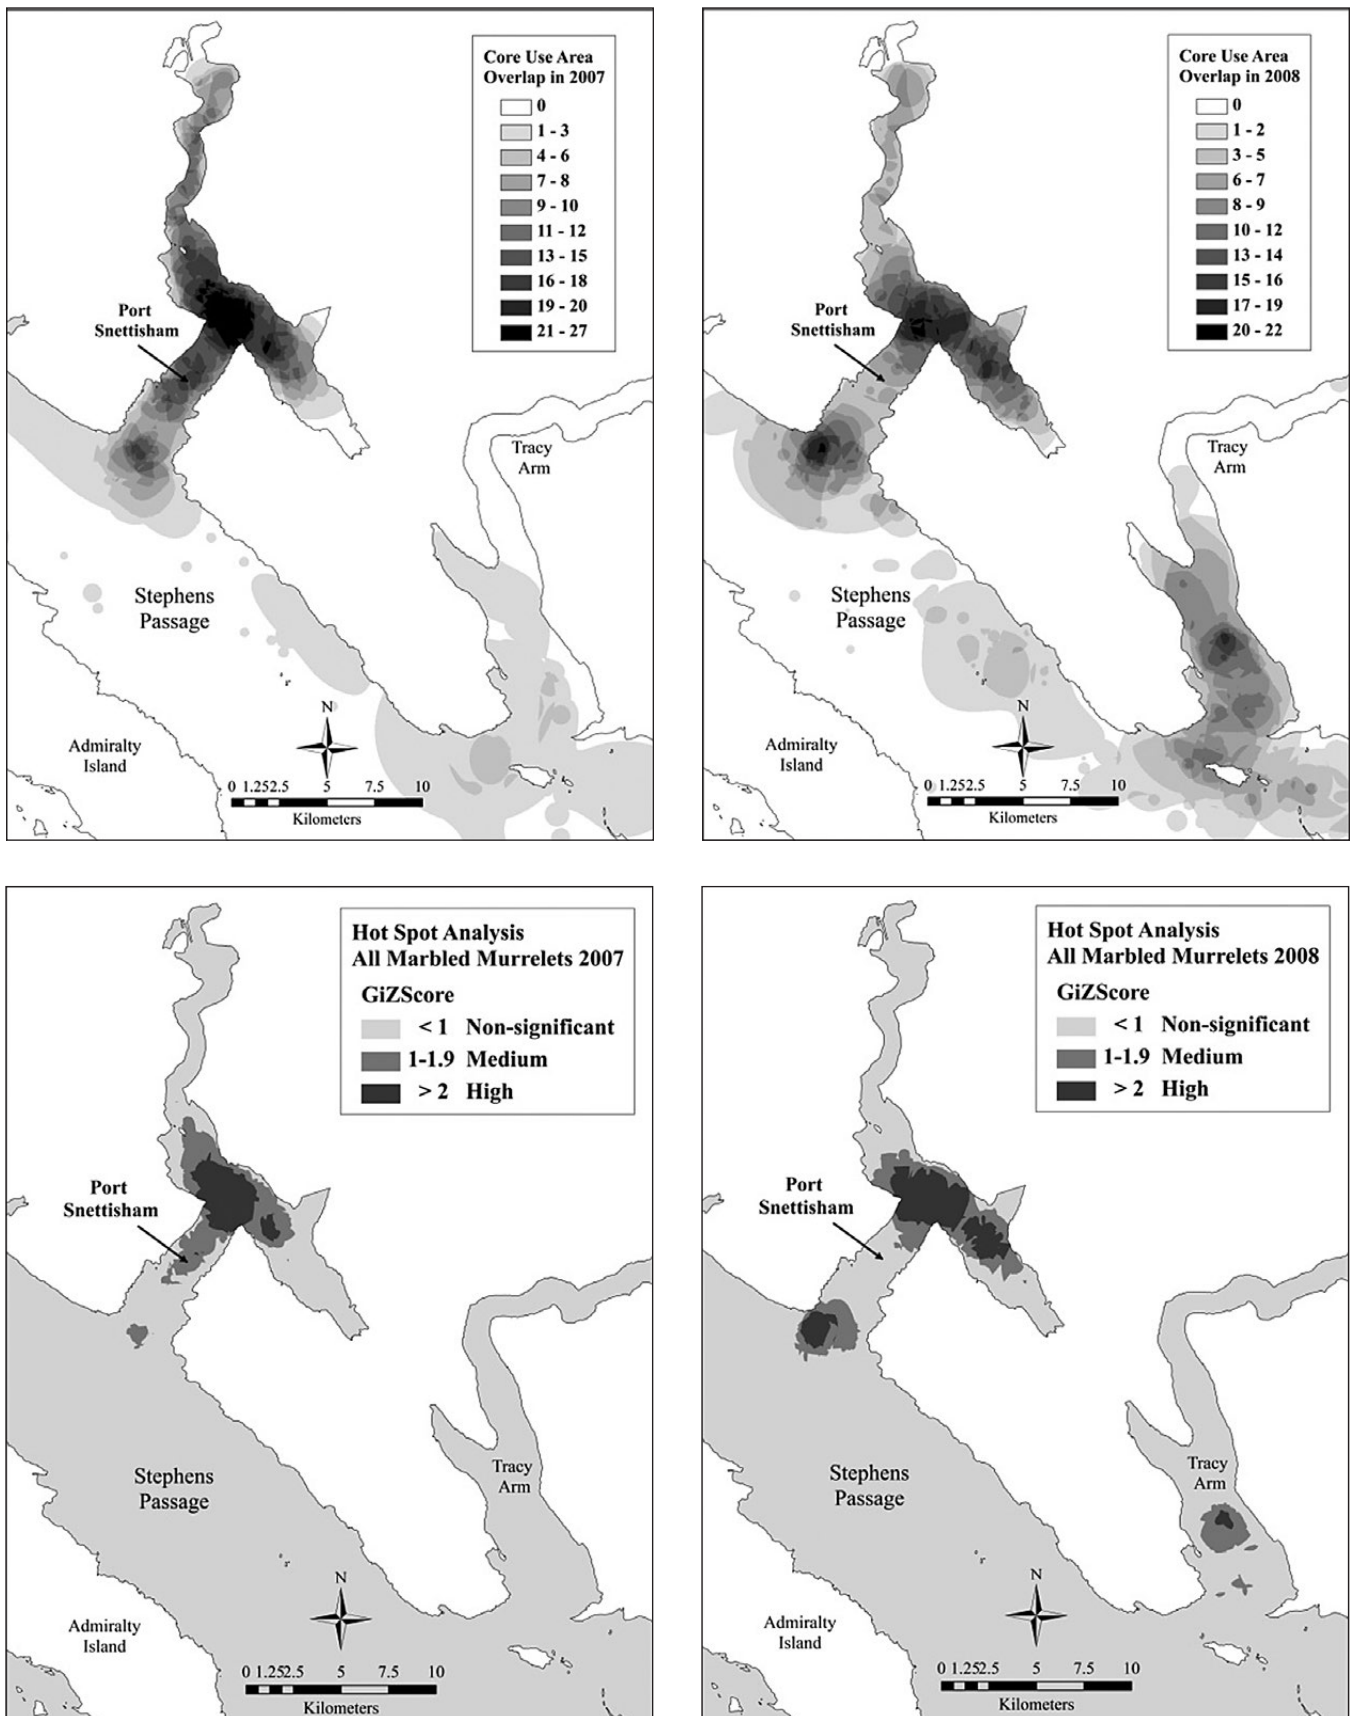 Core Use Area
Overlap in 2007
0
1 - 3
4 - 6
7 - 8
9 - 10
11 - 12
13 - 15
16 - 18
19 - 20
21 - 27
Port
Snettisham
Tracy
Arm
Stephens
Passage
N
Admiralty
Island
0 1.252.5 5 7.5 10
Kilometers
Core Use Area
Overlap in 2008
0
1 - 2
3 - 5
6 - 7
8 - 9
10 - 12
13 - 14
15 - 16
17 - 19
20 - 22
Port
Snettisham
Tracy
Arm
Stephens
Passage
N
Admiralty
Island
0 1.252.5 5 7.5 10
Kilometers
Hot Spot Analysis
All Marbled Murrelets 2007
GiZScore
< 1 Non-significant
1-1.9 Medium
> 2 High
Port
Snettisham
Tracy
Arm
Stephens
Passage
N
Admiralty
Island
0 1.252.5 5 7.5 10
Kilometers
Hot Spot Analysis
All Marbled Murrelets 2008
GiZScore
< 1 Non-significant
1-1.9 Medium
> 2 High
Port
Snettisham
Tracy
Arm
Stephens
Passage
N
Admiralty
Island
0 1.252.5 5 7.5 10
Kilometers